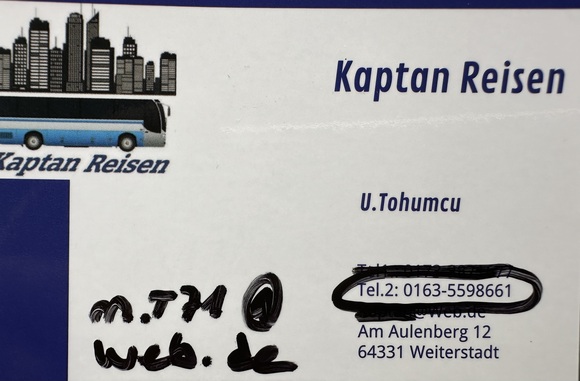 Kaptan Reisen
Kaptan Reisen
U.Tohumcu
Tel.2: 0163-5598661
Am Aulenberg 12
64331 Weiterstadt
m.T71 @
web.de